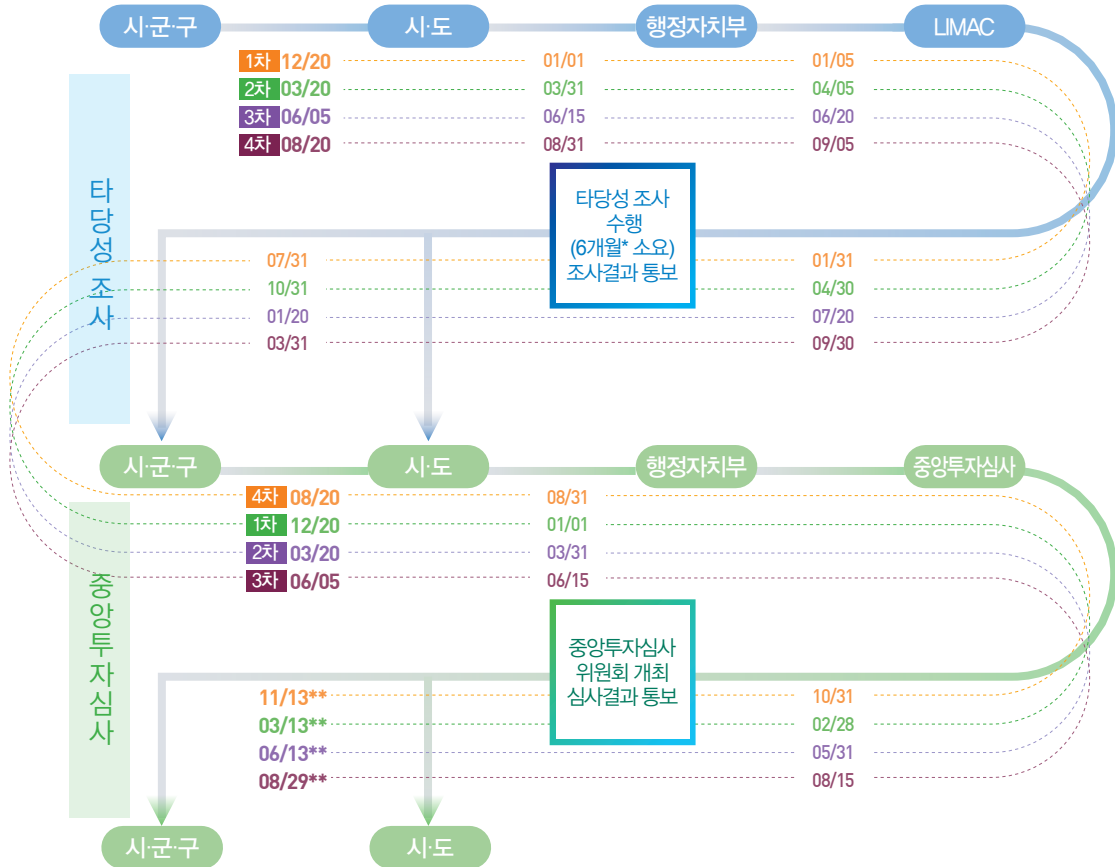 시·군·구 시·도 행정자치부 LIMAC
1차 12/20 01/01 01/05
2차 03/20 03/31 04/05
3차 06/05 06/15 06/20
4차 08/20 08/31 09/05
타당성 조사
타당성 조사
수행
(6개월* 소요)
조사결과 통보
07/31 01/31
10/31 04/30
01/20 07/20
03/31 09/30
시·군·구 시·도 행정자치부 중앙투자심사
4차 08/20 08/31
1차 12/20 01/01
2차 03/20 03/31
3차 06/05 06/15
중앙투자심사
중앙투자심사
위원회 개최
심사결과 통보
11/13** 10/31
03/13** 02/28
06/13** 05/31
08/29** 08/15
시·군·구 시·도